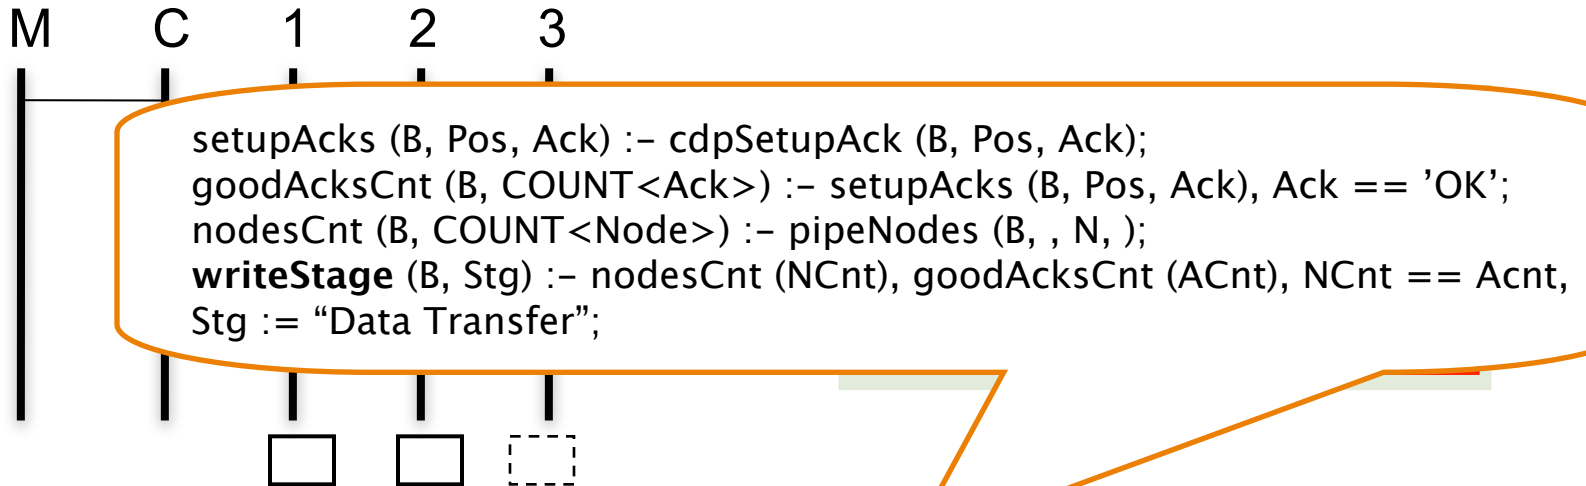 M C 1 2 3
setupAcks (B, Pos, Ack) :– cdpSetupAck (B, Pos, Ack);
goodAcksCnt (B, COUNT<Ack>) :– setupAcks (B, Pos, Ack), Ack == ’OK’;
nodesCnt (B, COUNT<Node>) :– pipeNodes (B, , N, );
writeStage (B, Stg) :– nodesCnt (NCnt), goodAcksCnt (ACnt), NCnt == Acnt,
Stg := “Data Transfer”;